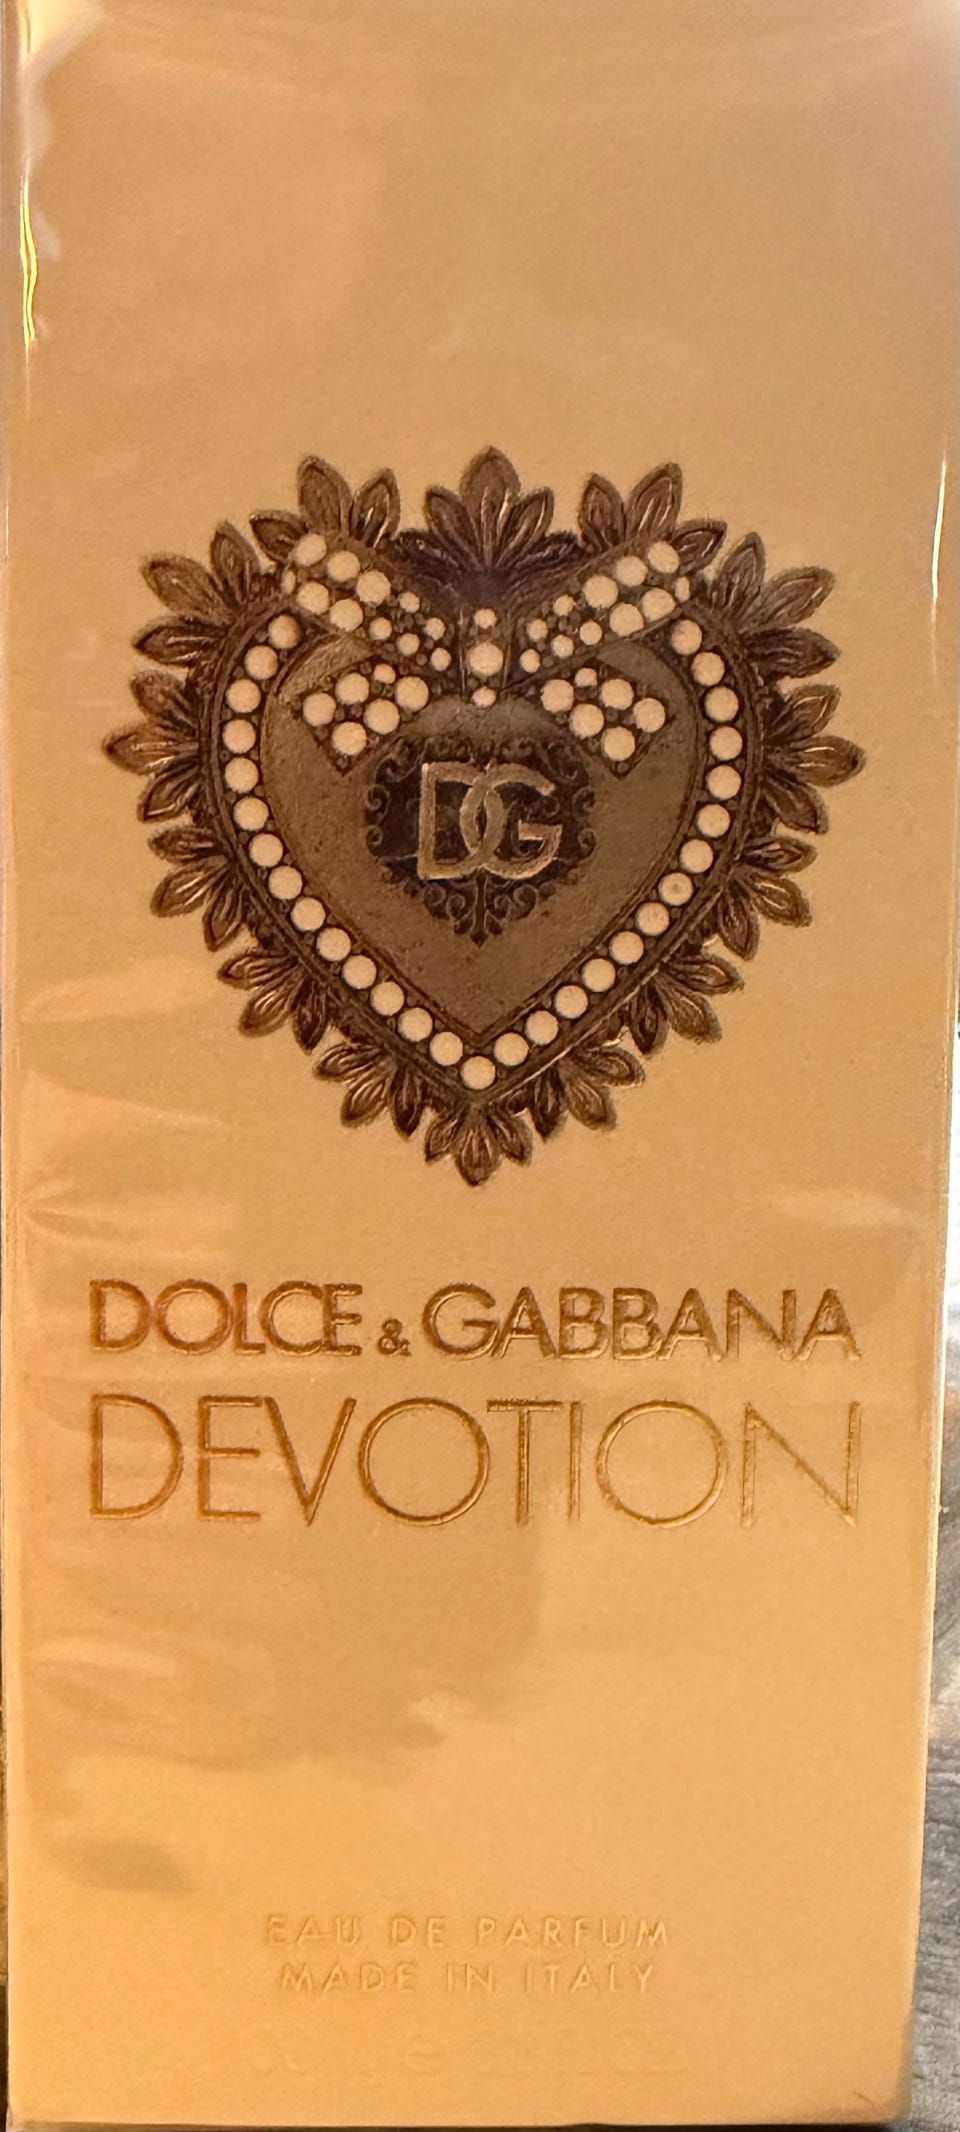 DG
DOLCE & GABBANA
DEVOTION
EAU DE PARFUM
MADE IN ITALY